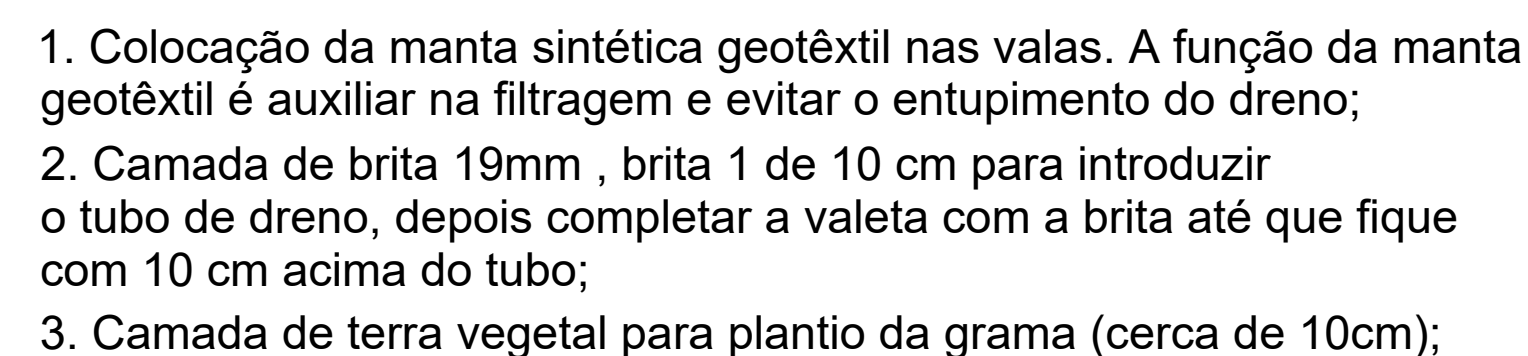 1. Colocação da manta sintética geotêxtil nas valas. A função da manta
geotêxtil é auxiliar na filtragem e evitar o entupimento do dreno;
2. Camada de brita 19mm , brita 1 de 10 cm para introduzir
o tubo de dreno, depois completar a valeta com a brita até que fique
com 10 cm acima do tubo;
3. Camada de terra vegetal para plantio da grama (cerca de 10cm);